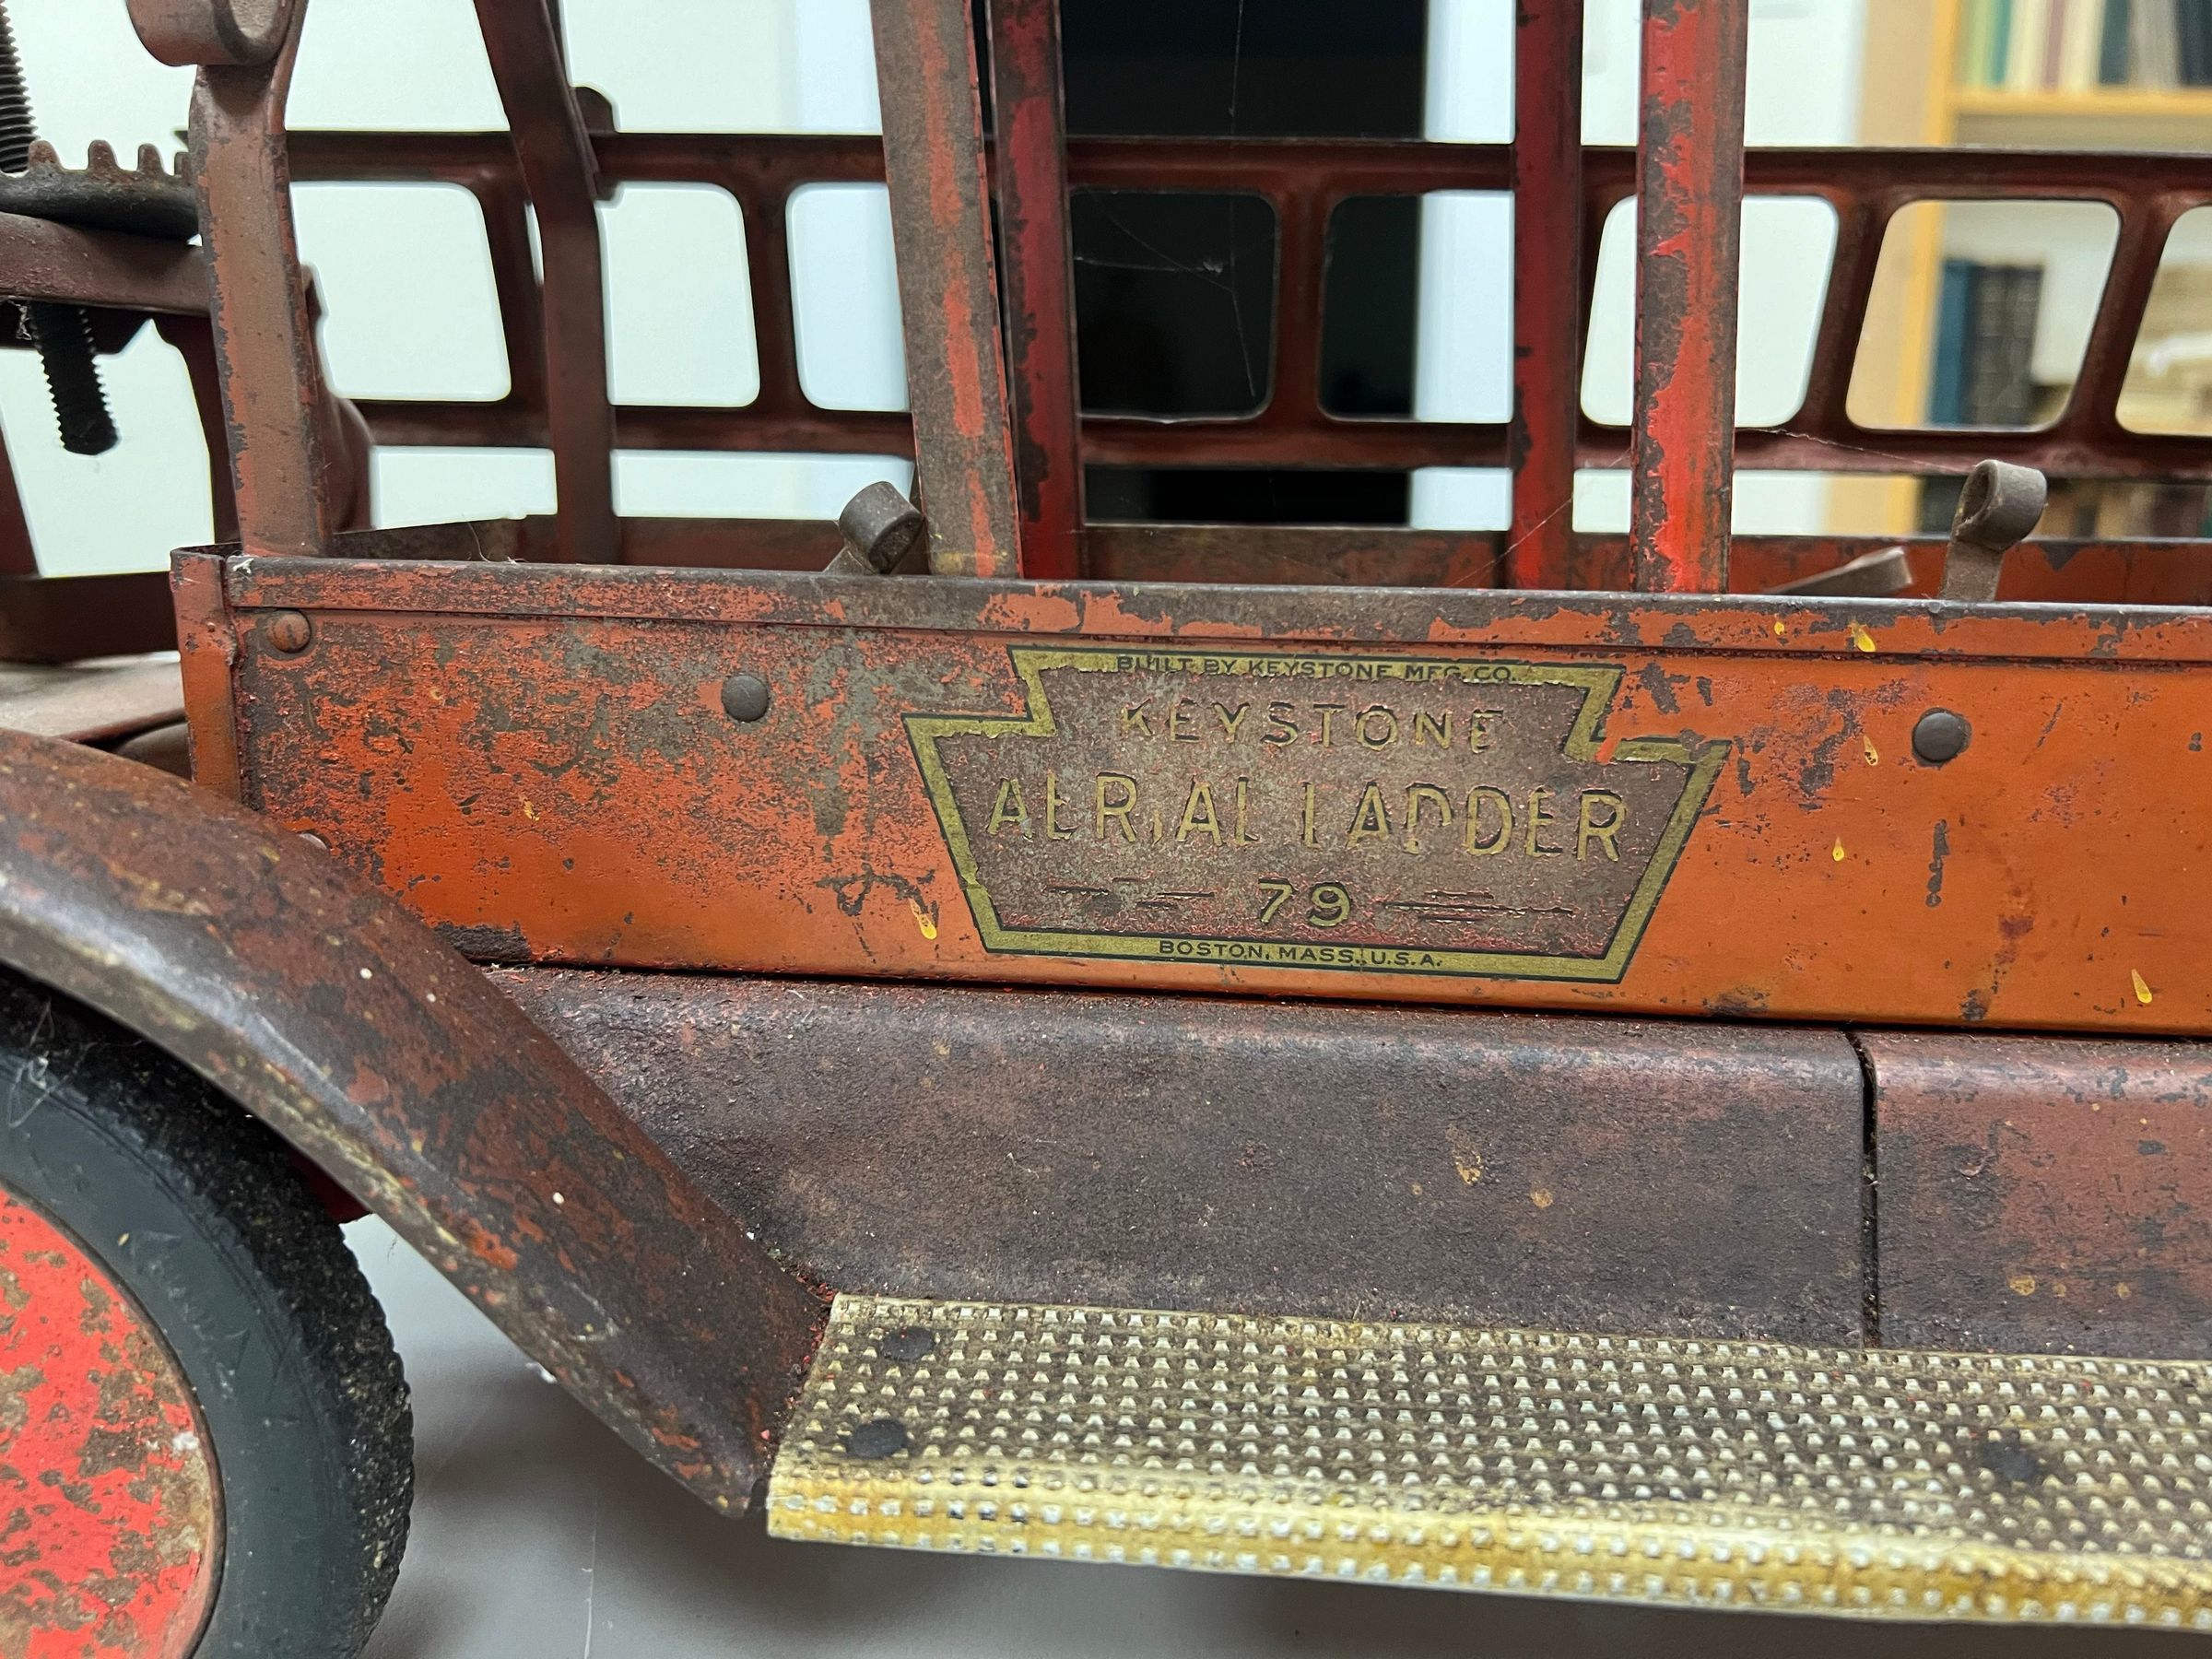 BUILT BY KEYSTONE MFG. CO.
KEYSTONE
AERIAL LADDER
79
BOSTON, MASS., U.S.A.